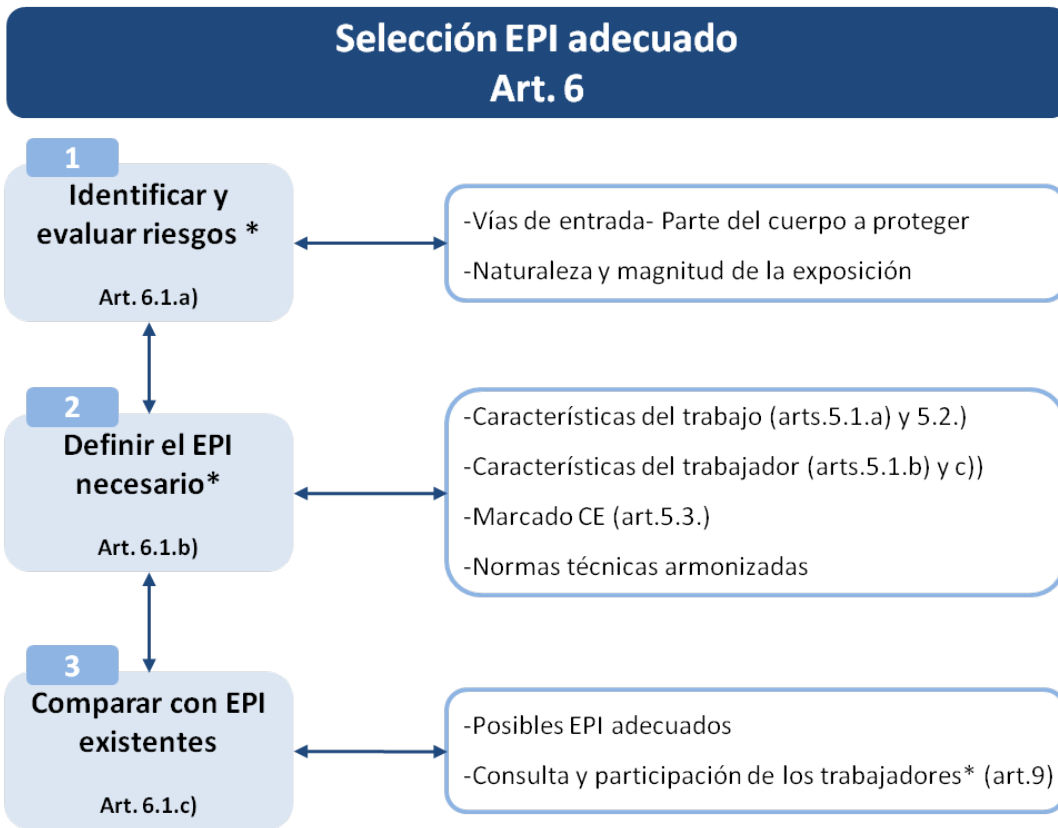 Selección EPI adecuado
Art. 6
1
Identificar y
evaluar riesgos *
Art. 6.1.a)
-Vías de entrada- Parte del cuerpo a proteger
-Naturaleza y magnitud de la exposición
2
Definir el EPI
necesario*
Art. 6.1.b)
-Características del trabajo (arts.5.1.a) y 5.2.)
-Características del trabajador (arts.5.1.b) y c))
-Marcado CE (art.5.3.)
-Normas técnicas armonizadas
3
Comparar con EPI
existentes
Art. 6.1.c)
-Posibles EPI adecuados
-Consulta y participación de los trabajadores* (art.9)